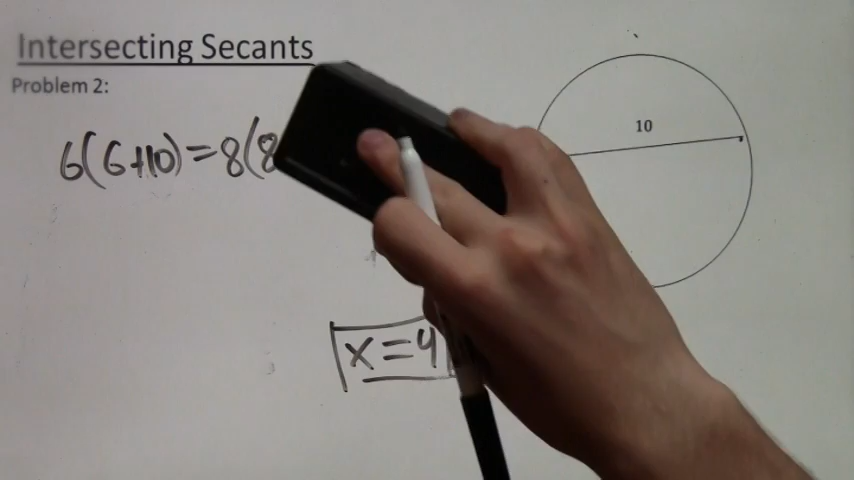 Intersecting Secants
Problem 2:
10
6(6+10)=8(8
x=4